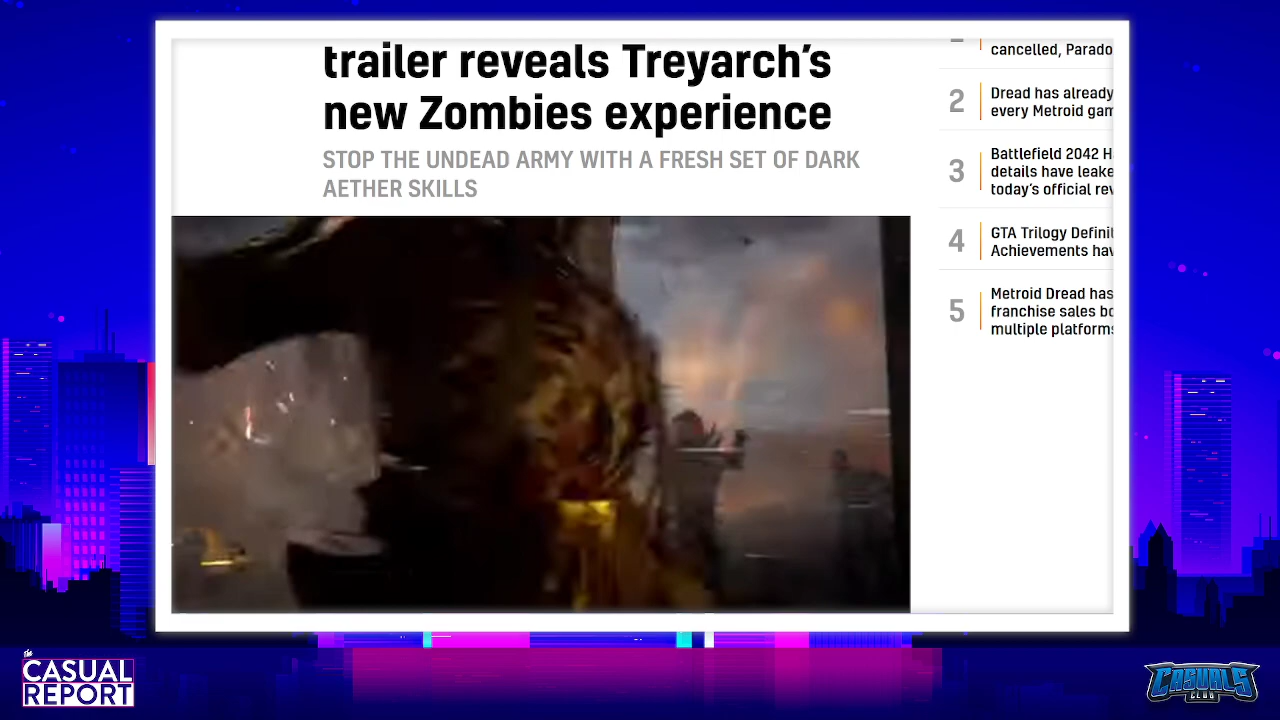 trailer reveals Treyarch's
new Zombies experience
STOP THE UNDEAD ARMY WITH A FRESH SET OF DARK
AETHER SKILLS
cancelled, Parado
2
Dread has already
every Metroid gam
3
Battlefield 2042 H
details have leake
today's official rev
4
GTA Trilogy Definit
Achievements hav
5
Metroid Dread has
franchise sales bo
multiple platforms
the
CASUAL
REPORT
CASUALS
CLUB